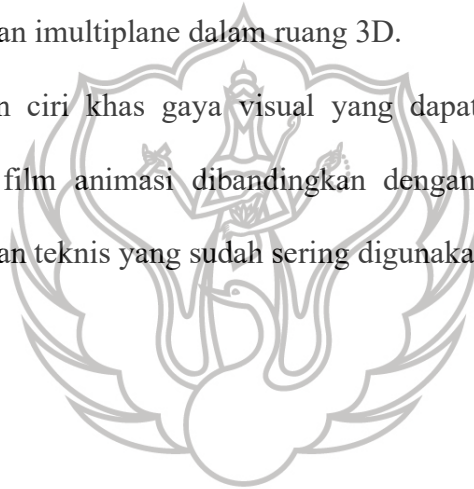 an imultiplane dalam ruang 3D.
ciri khas gaya visual yang dapat
film animasi dibandingkan dengan
an teknis yang sudah sering digunaka